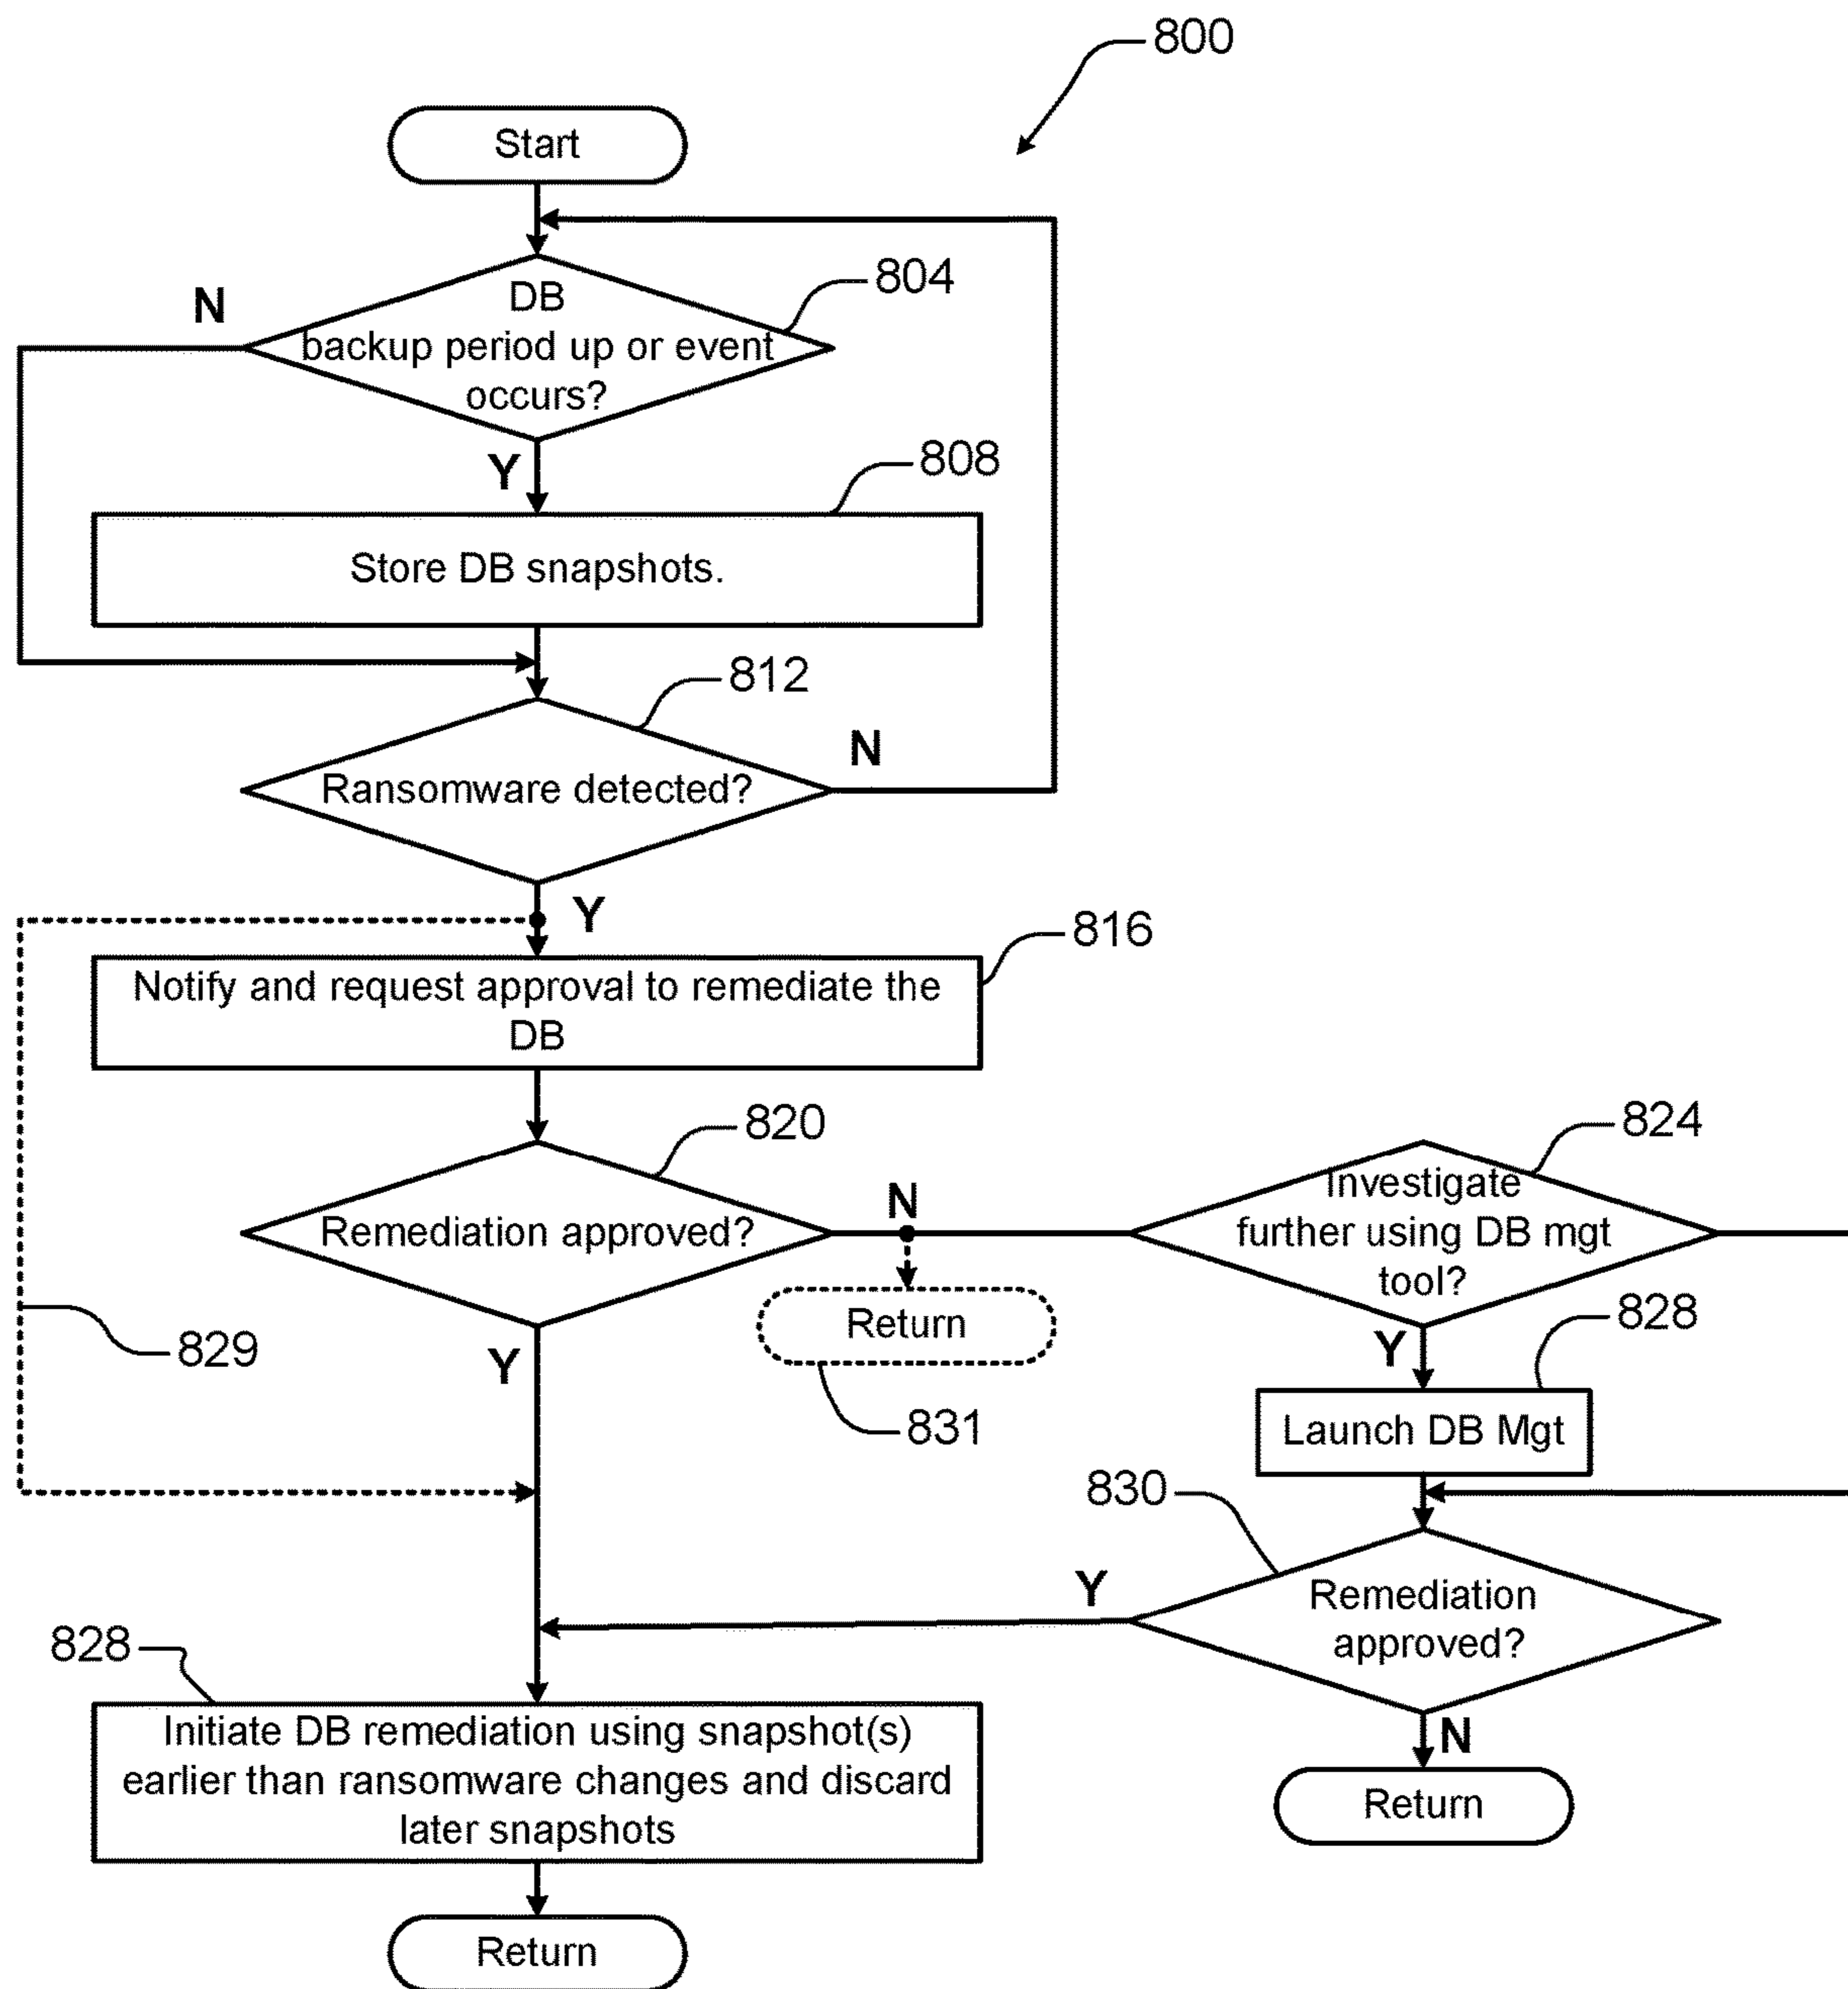 800
Start
804
N
DB
backup period up or event
occurs?
Y
808
Store DB snapshots.
812
N
Ransomware detected?
Y
816
Notify and request approval to remediate the
DB
820
824
N
Investigate
further using DB mgt
tool?
Remediation approved?
Return
828
829
Y
831
Y
Launch DB Mgt
830
Y
Remediation
approved?
828
N
Initiate DB remediation using snapshot(s)
earlier than ransomware changes and discard
later snapshots
Return
Return